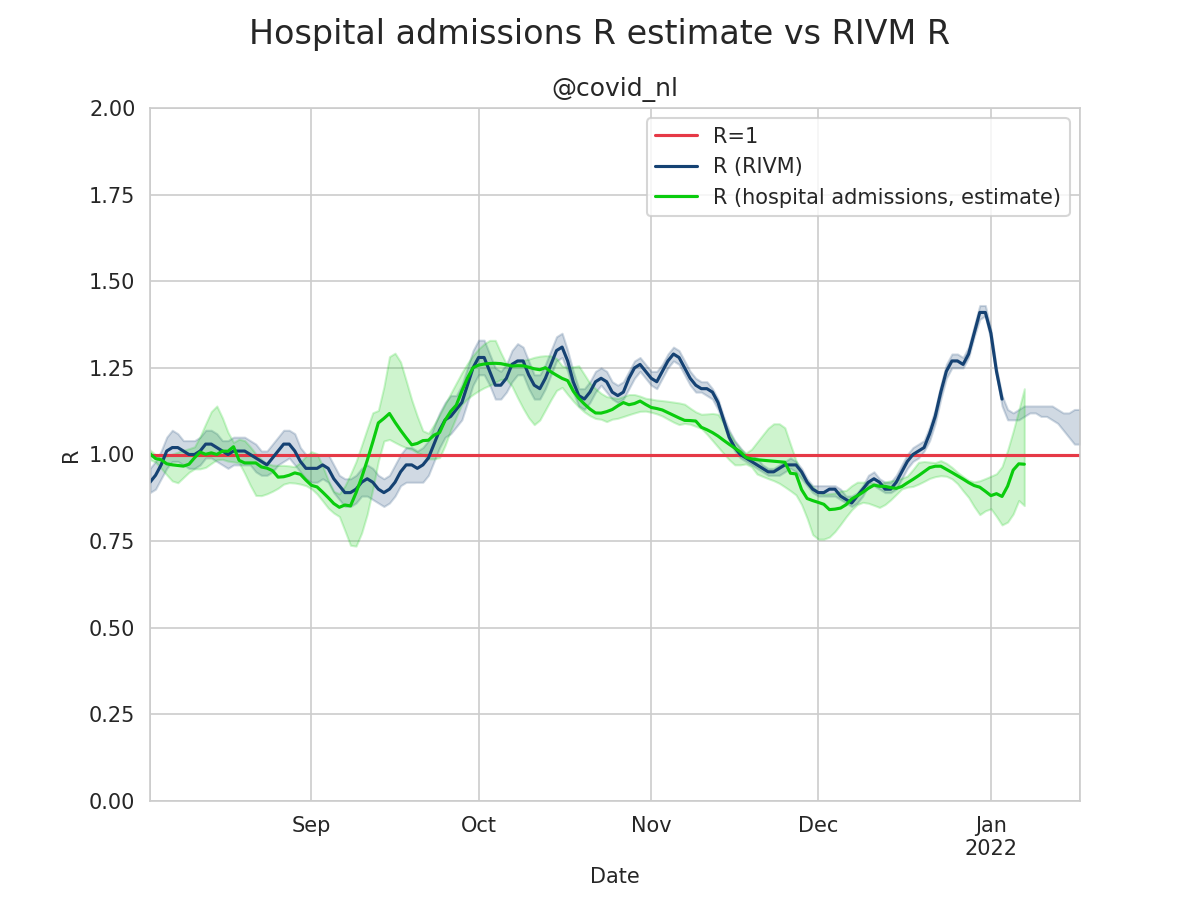 Hospital admissions R estimate vs RIVM R
@covid_nl
R=1
R (RIVM)
R (hospital admissions, estimate)
2.00
1.75
1.50
1.25
1.00
0.75
0.50
0.25
0.00
R
Sep
Oct
Nov
Dec
Jan
2022
Date